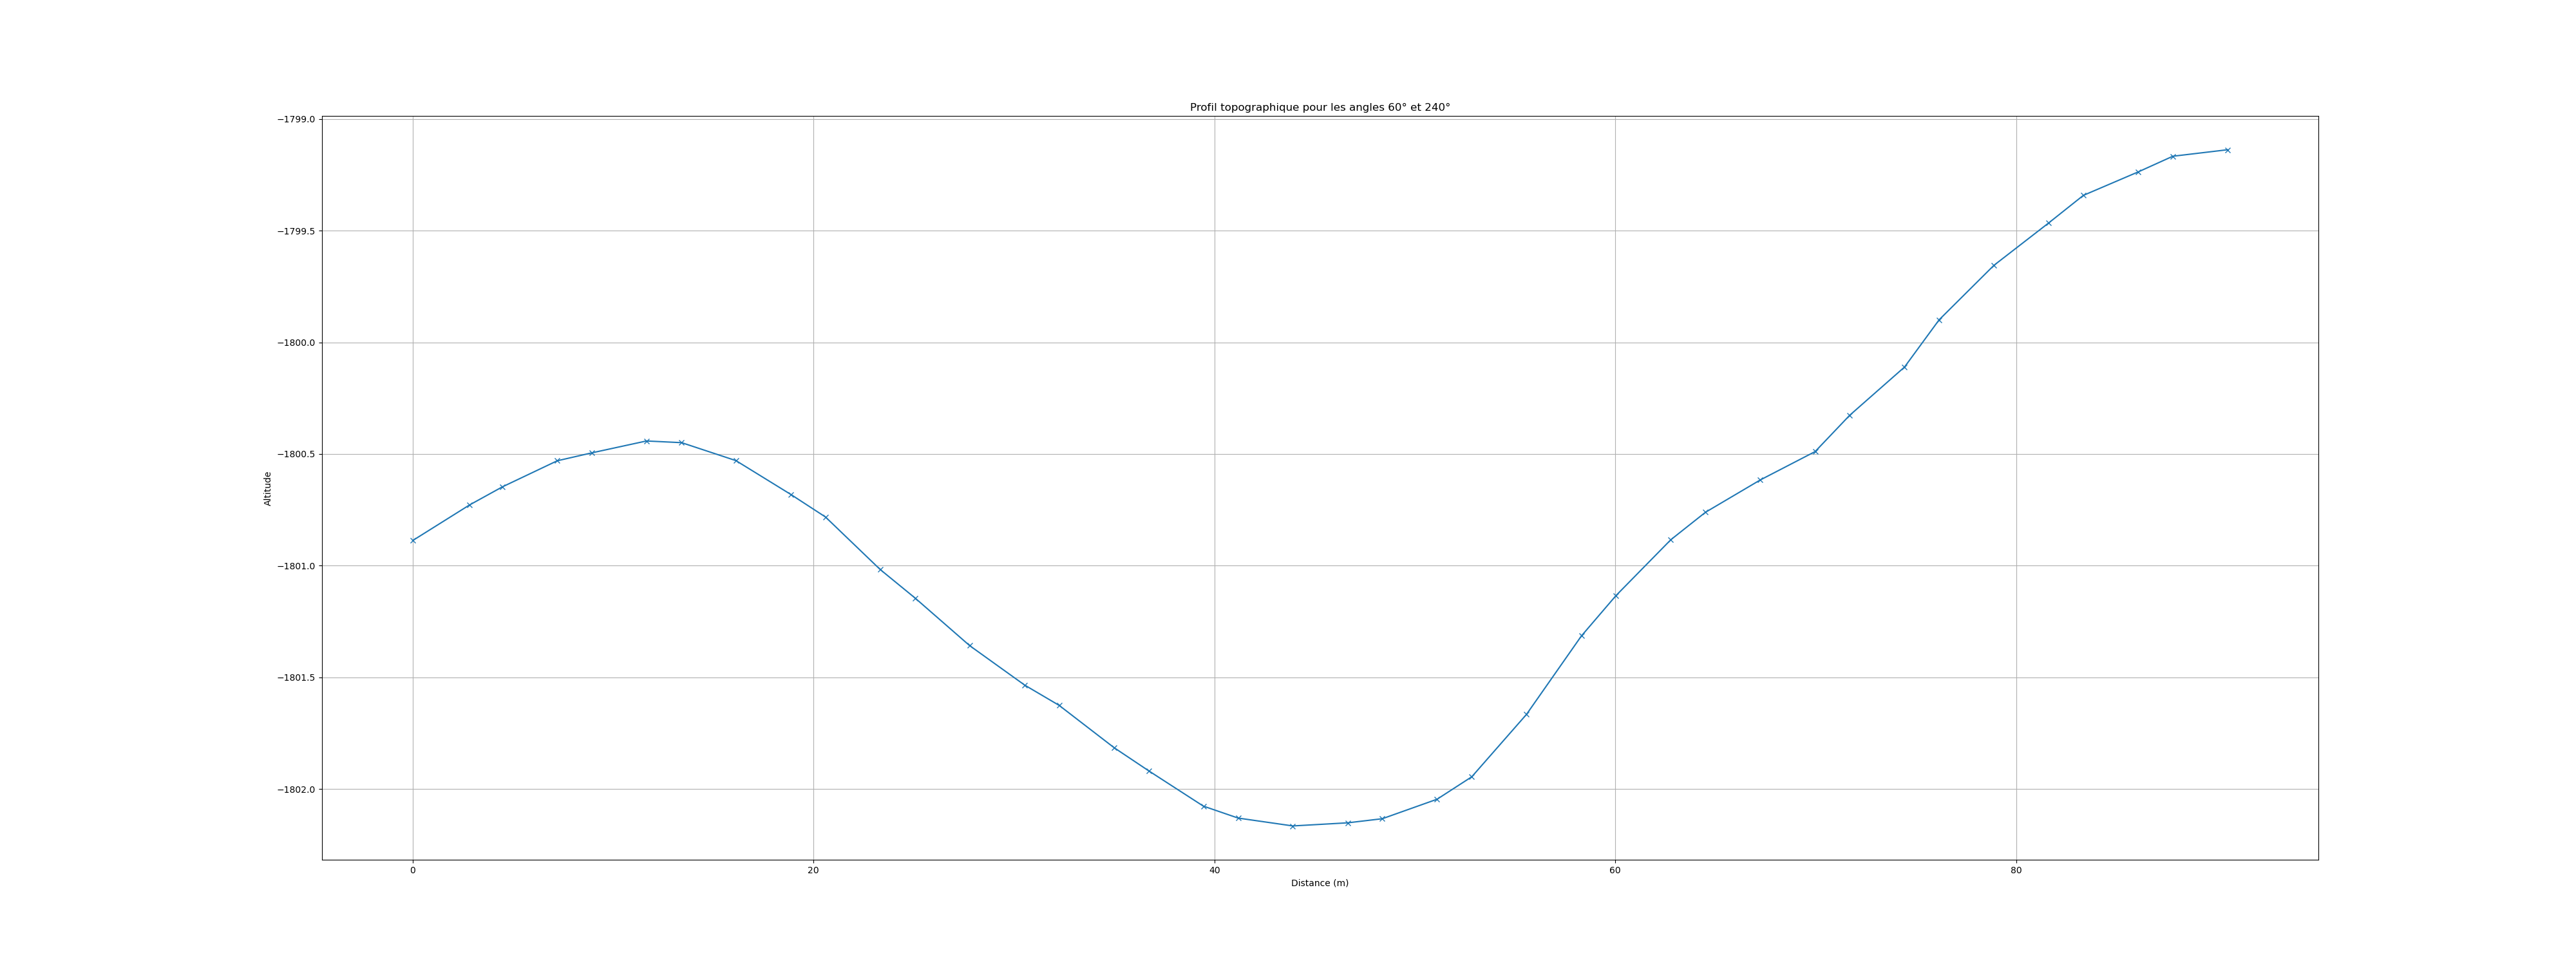 Profil topographique pour les angles 60° et 240°
−1799.0
−1799.5
−1800.0
−1800.5
−1801.0
−1801.5
−1802.0
Altitude
0 20 40 60 80
Distance (m)